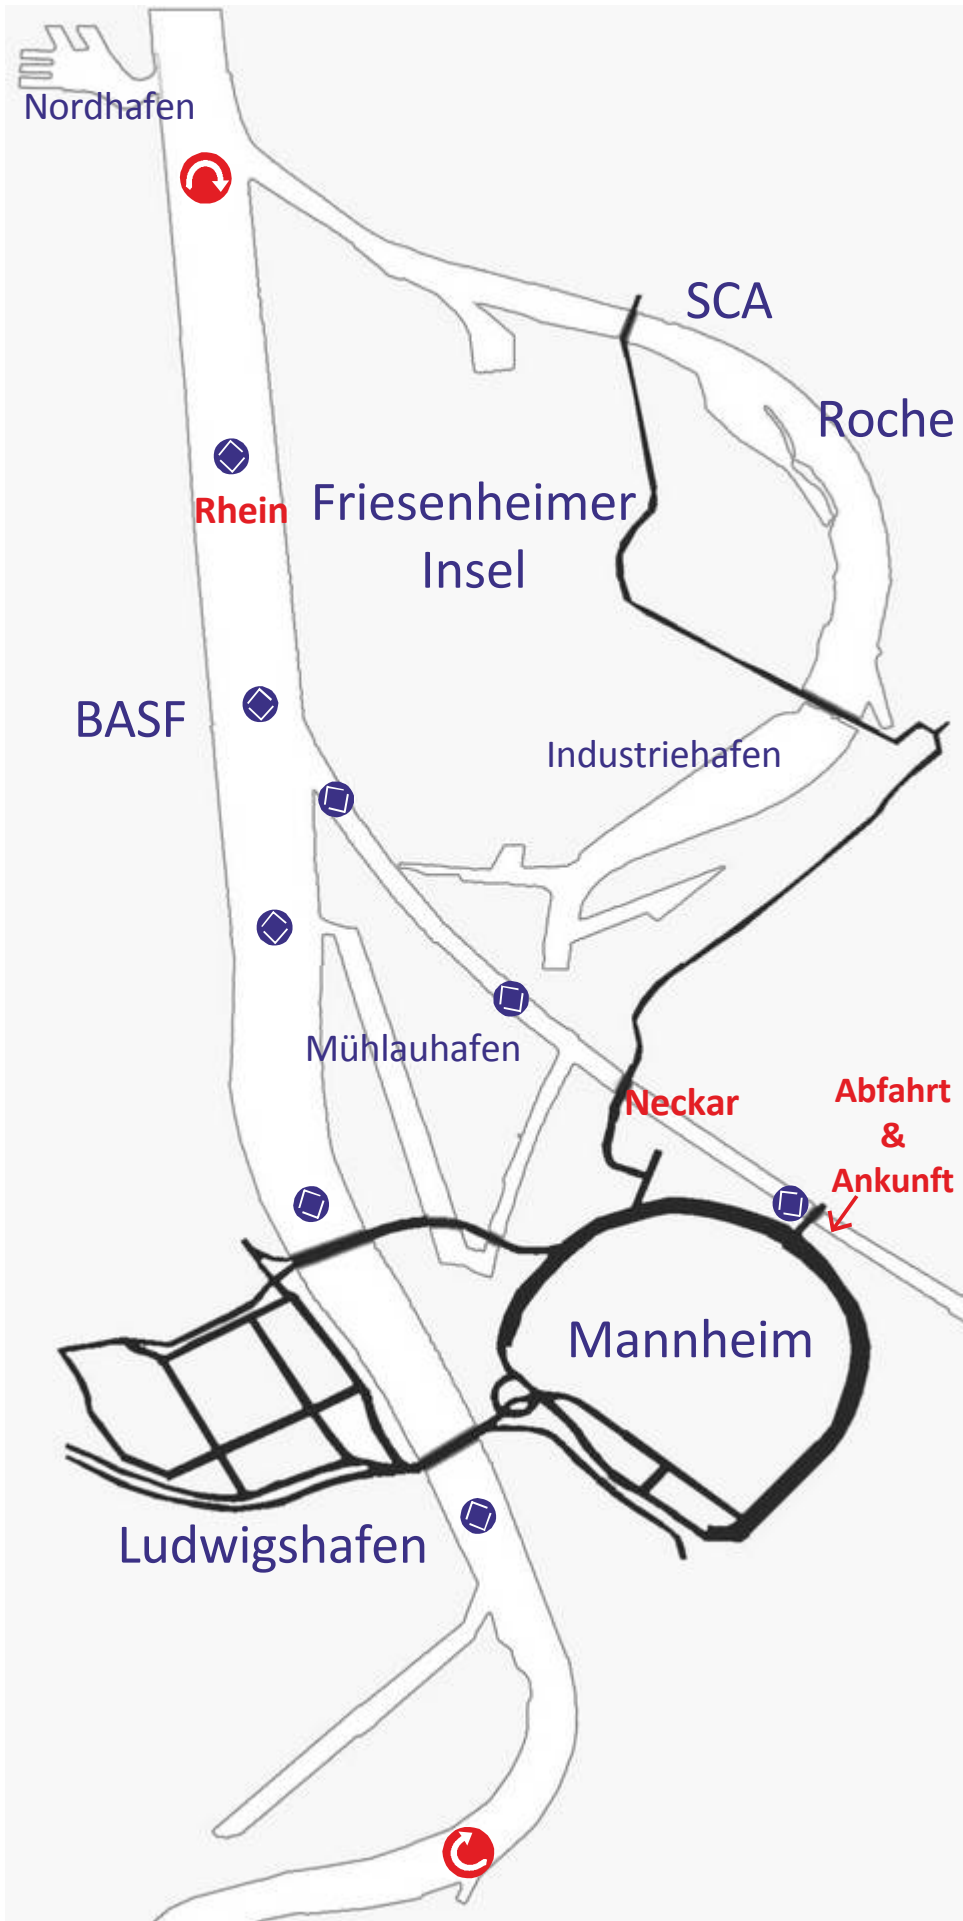 Nordhafen
SCA
Roche
Rhein
Friesenheimer
Insel
BASF
Industriehafen
Mühlauhafen
Neckar
Abfahrt
&
Ankunft
Mannheim
Ludwigshafen